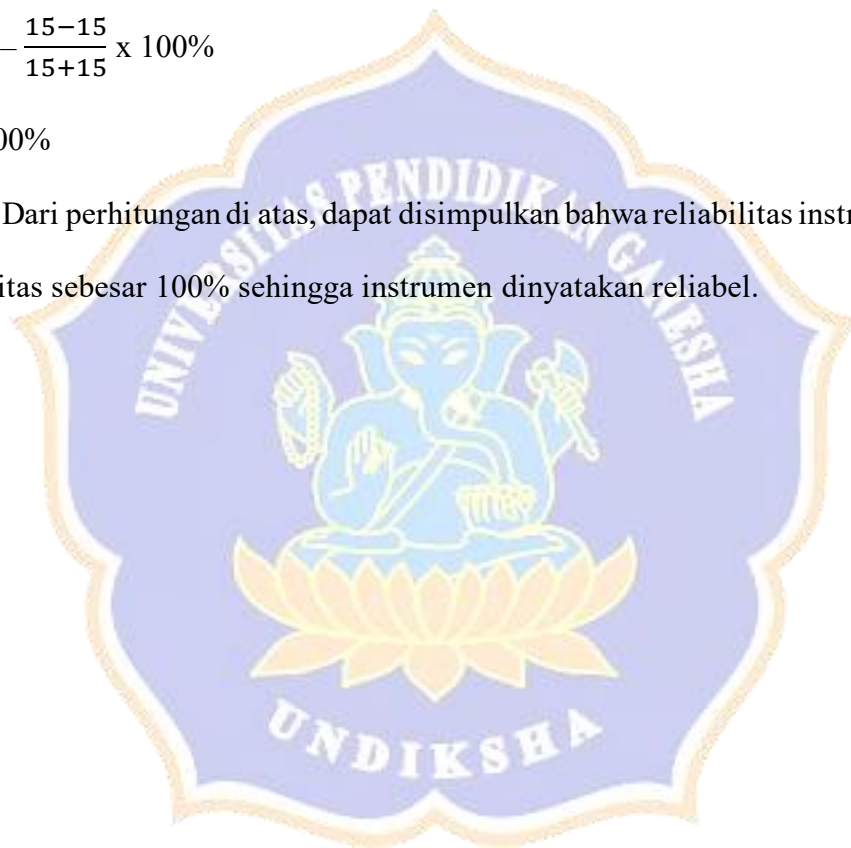 – 15−15 / 15+15 x 100%
00%
Dari perhitungan di atas, dapat disimpulkan bahwa reliabilitas instr
itas sebesar 100% sehingga instrumen dinyatakan reliabel.
UNIVERSITAS PENDIDIKAN GANESHA
UNDIKSHA